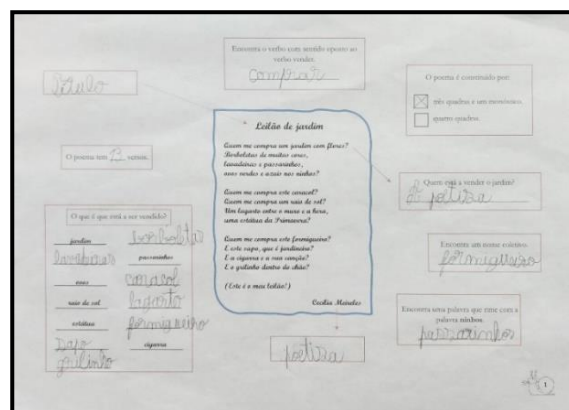 Encontra o verbo com sentido oposto ao
verbo vender.
comprar
Título
O poema é construído por:
três quadras e um monóstico.
quatro quadras.
O poema tem 13 versos.
Leilão de jardim
Quem me compra um jardim com flores?
Borboletas de muitas cores,
lavadeiras e passarinhos,
ovos verdes e azuis nos ninhos?
Quem me compra este caracol?
Quem me compra um raio de sol?
Um lagarto entre o muro e a hera,
uma estátua da Primavera?
Quem me compra este formigueiro?
E este sapo, que é jardineiro?
E a cigarra e a sua canção?
E o grilinho dentro do chão?
(Este é o meu leilão!)
Cecília Meireles
Quem está a vender o jardim?
A poetisa
Encontra um nome coletivo.
formigueiro
Encontra uma palavra que rime com a
palavra ninhos.
passarinhos
O que é que está a ser vendido?
jardim borboletas
passarinhos
ovos caracol
raio de sol lagarto
estátua formigueiro
sapo cigarra
grilinho
poetisa
1